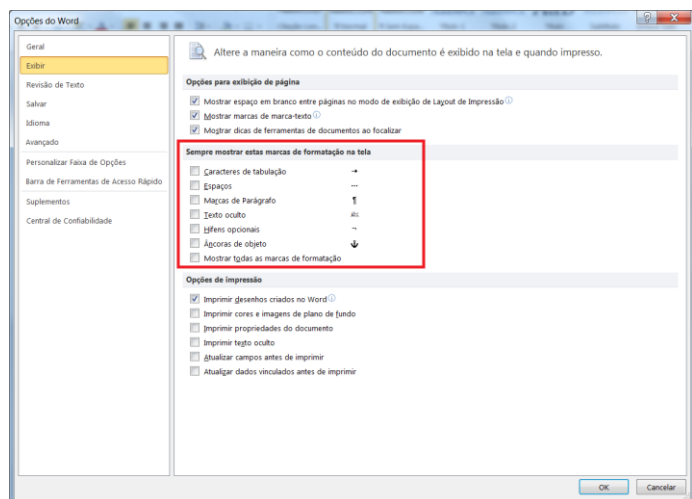 Opções do Word
Geral
Exibir
Revisão de Texto
Salvar
Idioma
Avançado
Personalizar Faixa de Opções
Barra de Ferramentas de Acesso Rápido
Suplementos
Central de Confiabilidade
Altere a maneira como o conteúdo do documento é exibido na tela e quando impresso.
Opções para exibição de página
Mostrar espaço em branco entre páginas no modo de exibição de Layout de Impressão
Mostrar marcas de marca-texto
Mostrar dicas de ferramentas de documentos ao focalizar
Sempre mostrar estas marcas de formatação na tela
Caracteres de tabulação →
Espaços ···
Marcas de Parágrafo ¶
Texto oculto abc
Hífens opcionais ¬
Âncoras de objeto
Mostrar todas as marcas de formatação
Opções de impressão
Imprimir desenhos criados no Word
Imprimir cores e imagens de plano de fundo
Imprimir propriedades do documento
Imprimir texto oculto
Atualizar campos antes de imprimir
Atualizar dados vinculados antes de imprimir
OK Cancelar